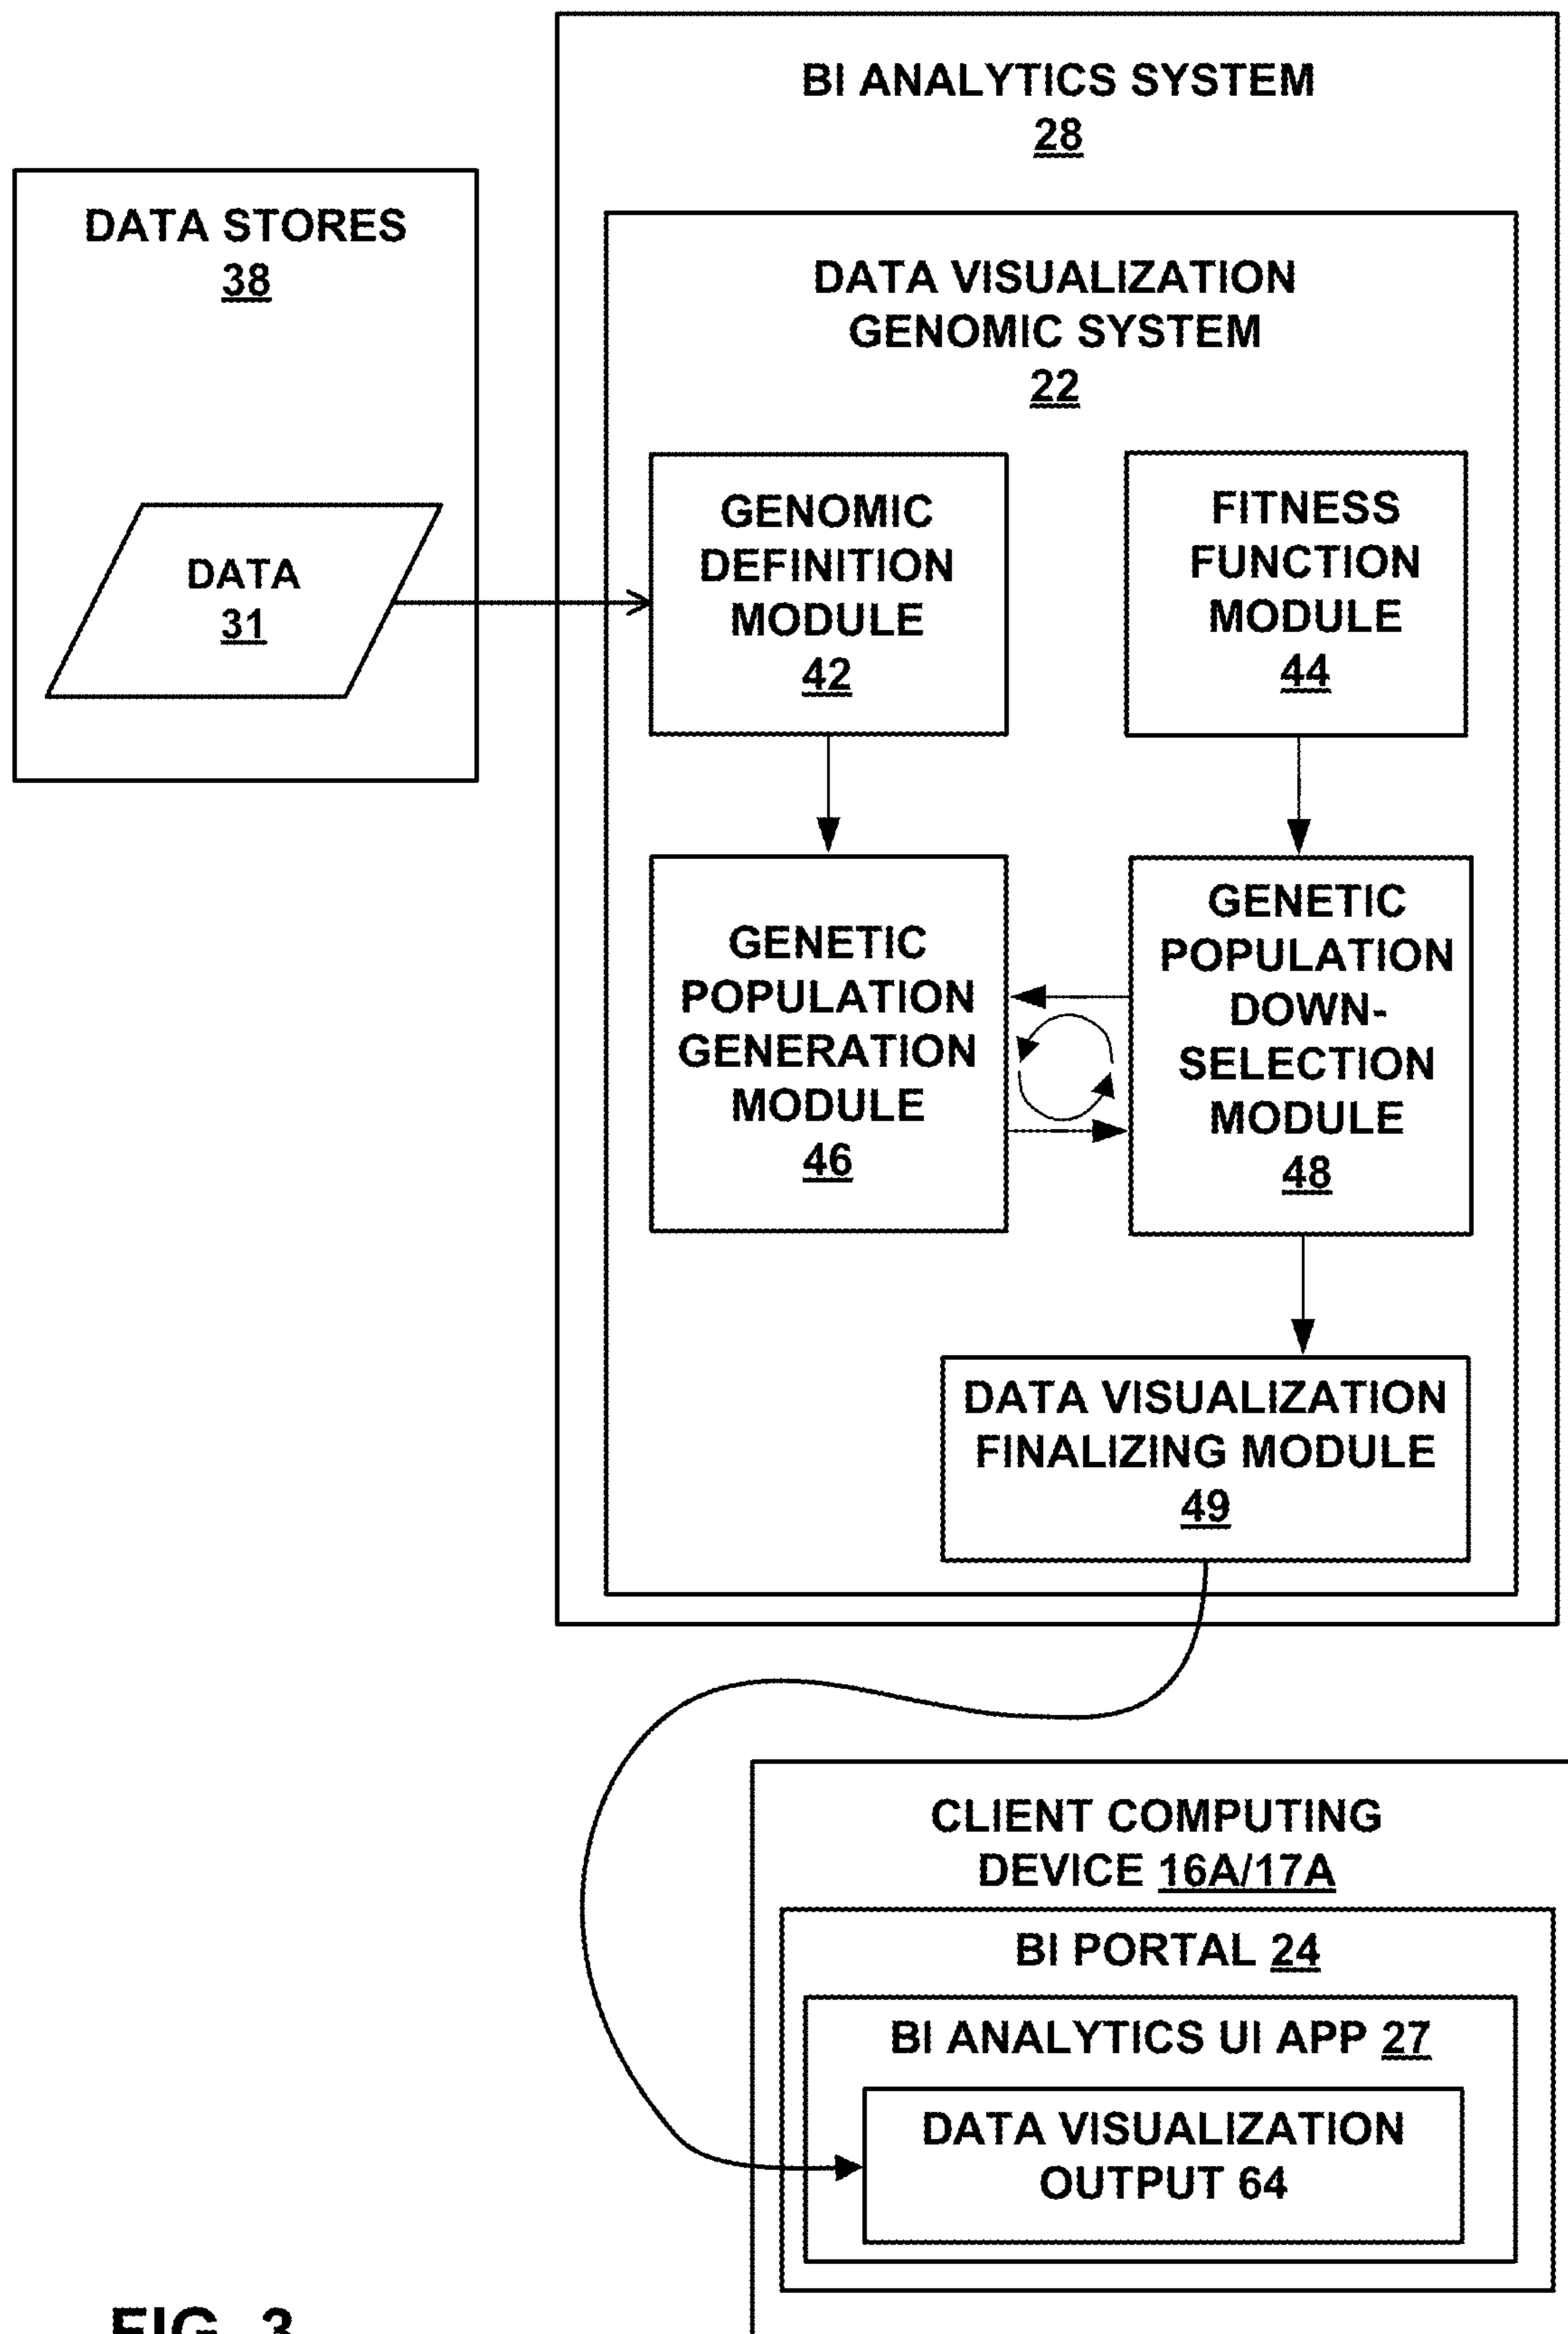 BI ANALYTICS SYSTEM
28
DATA STORES
38
DATA
31
DATA VISUALIZATION
GENOMIC SYSTEM
22
GENOMIC
DEFINITION
MODULE
42
FITNESS
FUNCTION
MODULE
44
GENETIC
POPULATION
GENERATION
MODULE
46
GENETIC
POPULATION
DOWN-
SELECTION
MODULE
48
DATA VISUALIZATION
FINALIZING MODULE
49
CLIENT COMPUTING
DEVICE 16A/17A
BI PORTAL 24
BI ANALYTICS UI APP 27
DATA VISUALIZATION
OUTPUT 64
FIG. 3